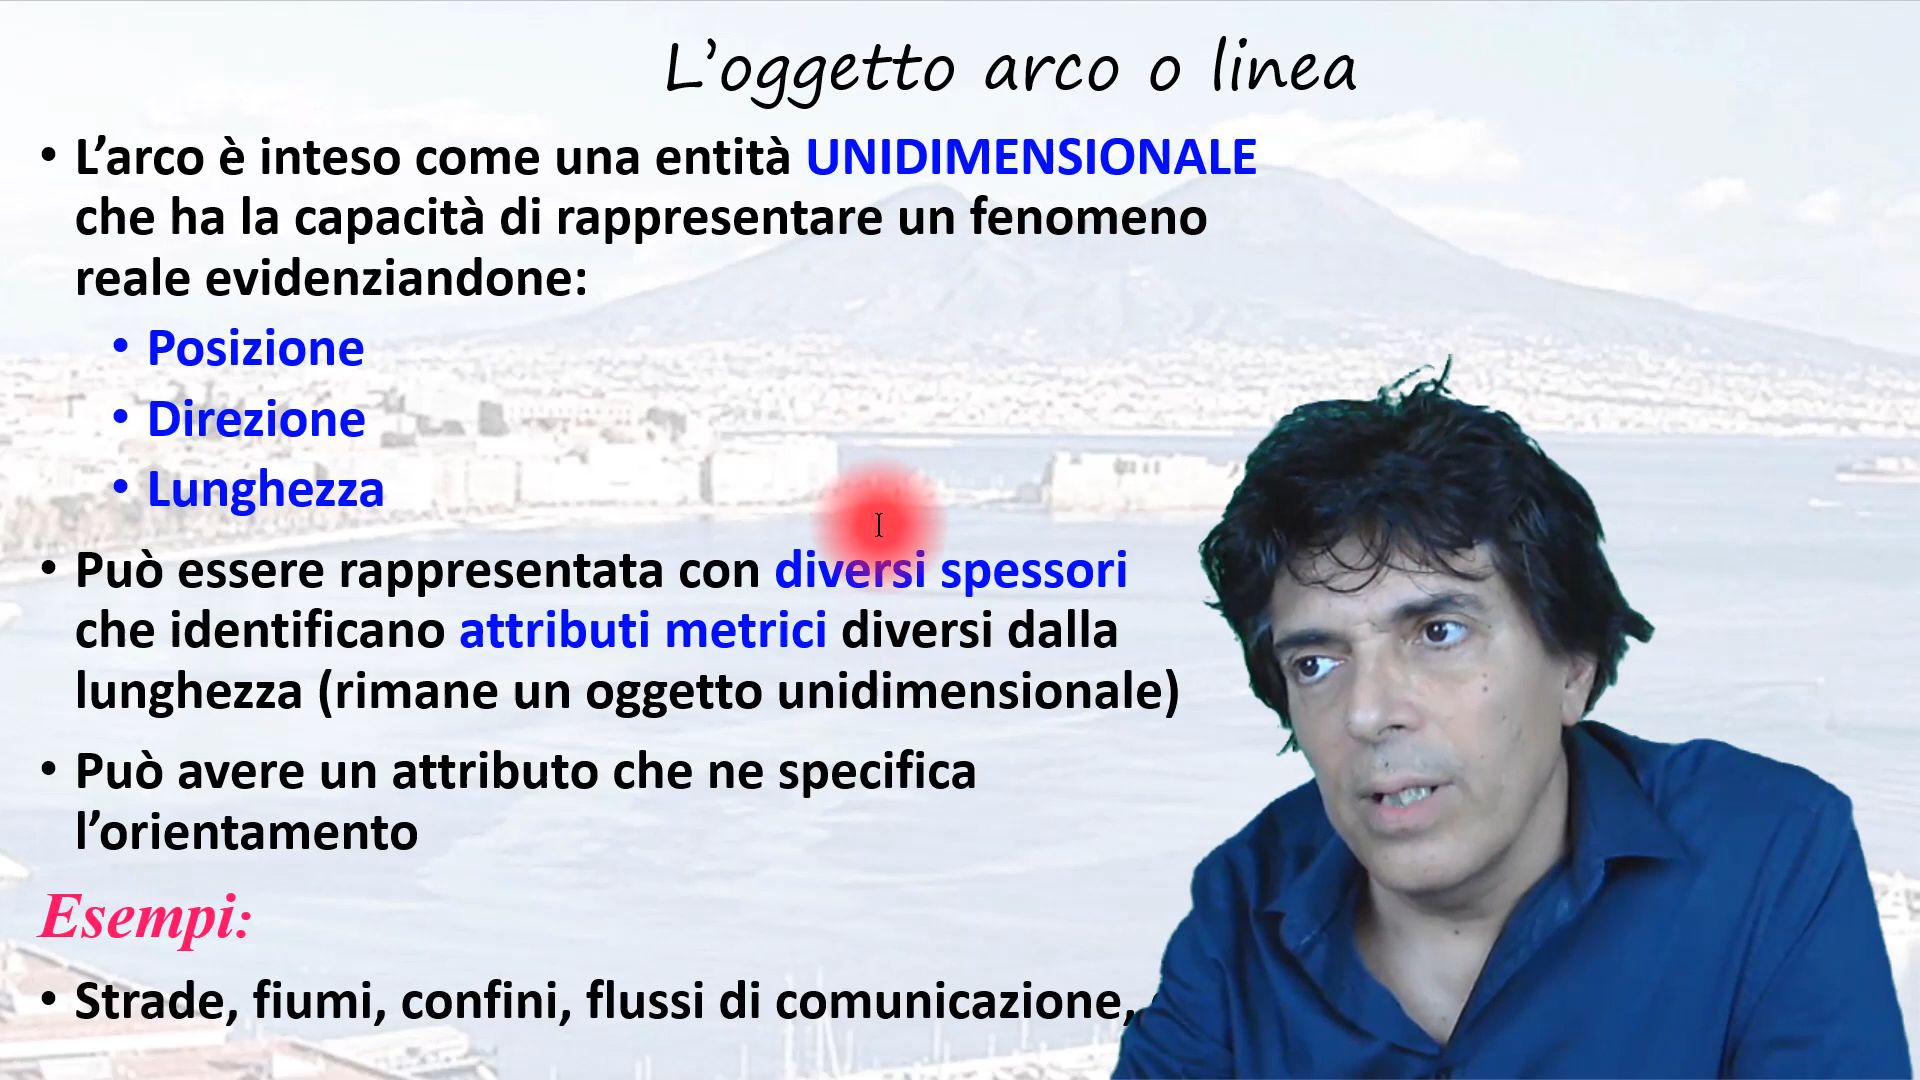 L’oggetto arco o linea
• L’arco è inteso come una entità UNIDIMENSIONALE
che ha la capacità di rappresentare un fenomeno
reale evidenziandone:
• Posizione
• Direzione
• Lunghezza
• Può essere rappresentata con diversi spessori
che identificano attributi metrici diversi dalla
lunghezza (rimane un oggetto unidimensionale)
• Può avere un attributo che ne specifica
l’orientamento
Esempi:
• Strade, fiumi, confini, flussi di comunicazione,